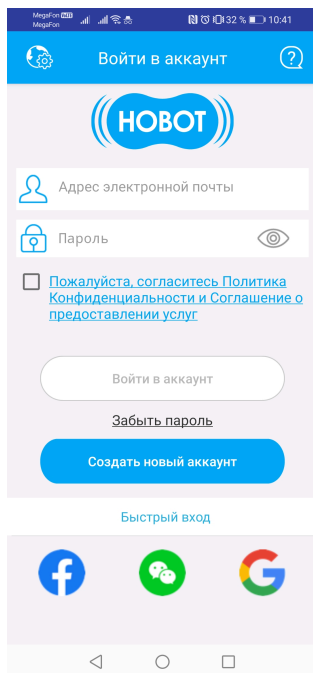 MegaFon VoLTE
MegaFon
32 % 10:41
Войти в аккаунт
HOBOT
Адрес электронной почты
Пароль
Пожалуйста, согласитесь Политика
Конфиденциальности и Соглашение о
предоставлении услуг
Войти в аккаунт
Забыть пароль
Создать новый аккаунт
Быстрый вход